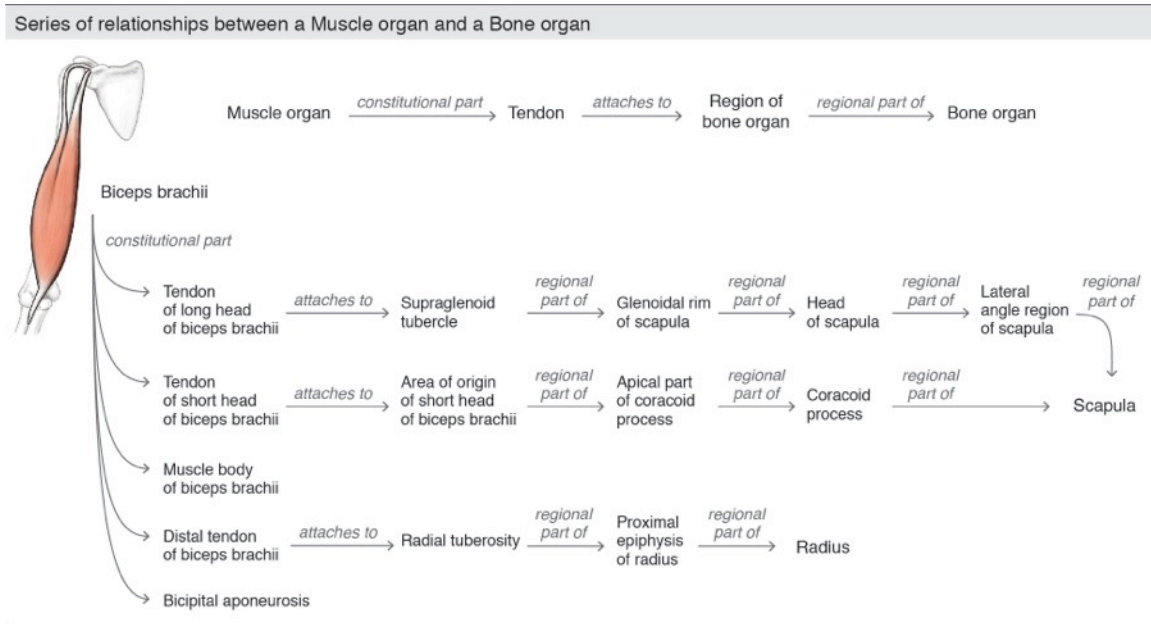 Series of relationships between a Muscle organ and a Bone organ
Muscle organ
constitutional part
Tendon
attaches to
Region of
bone organ
regional part of
Bone organ
Biceps brachii
constitutional part
Tendon
of long head
of biceps brachii
attaches to
Supraglenoid
tubercle
regional
part of
Glenoidal rim
of scapula
regional
part of
Head
of scapula
regional
part of
Lateral
angle region
of scapula
regional
part of
Tendon
of short head
of biceps brachii
attaches to
Area of origin
of short head
of biceps brachii
regional
part of
Apical part
of coracoid
process
regional
part of
Coracoid
process
regional
part of
Scapula
Muscle body
of biceps brachii
Distal tendon
of biceps brachii
attaches to
Radial tuberosity
regional
part of
Proximal
epiphysis
of radius
regional
part of
Radius
Bicipital aponeurosis